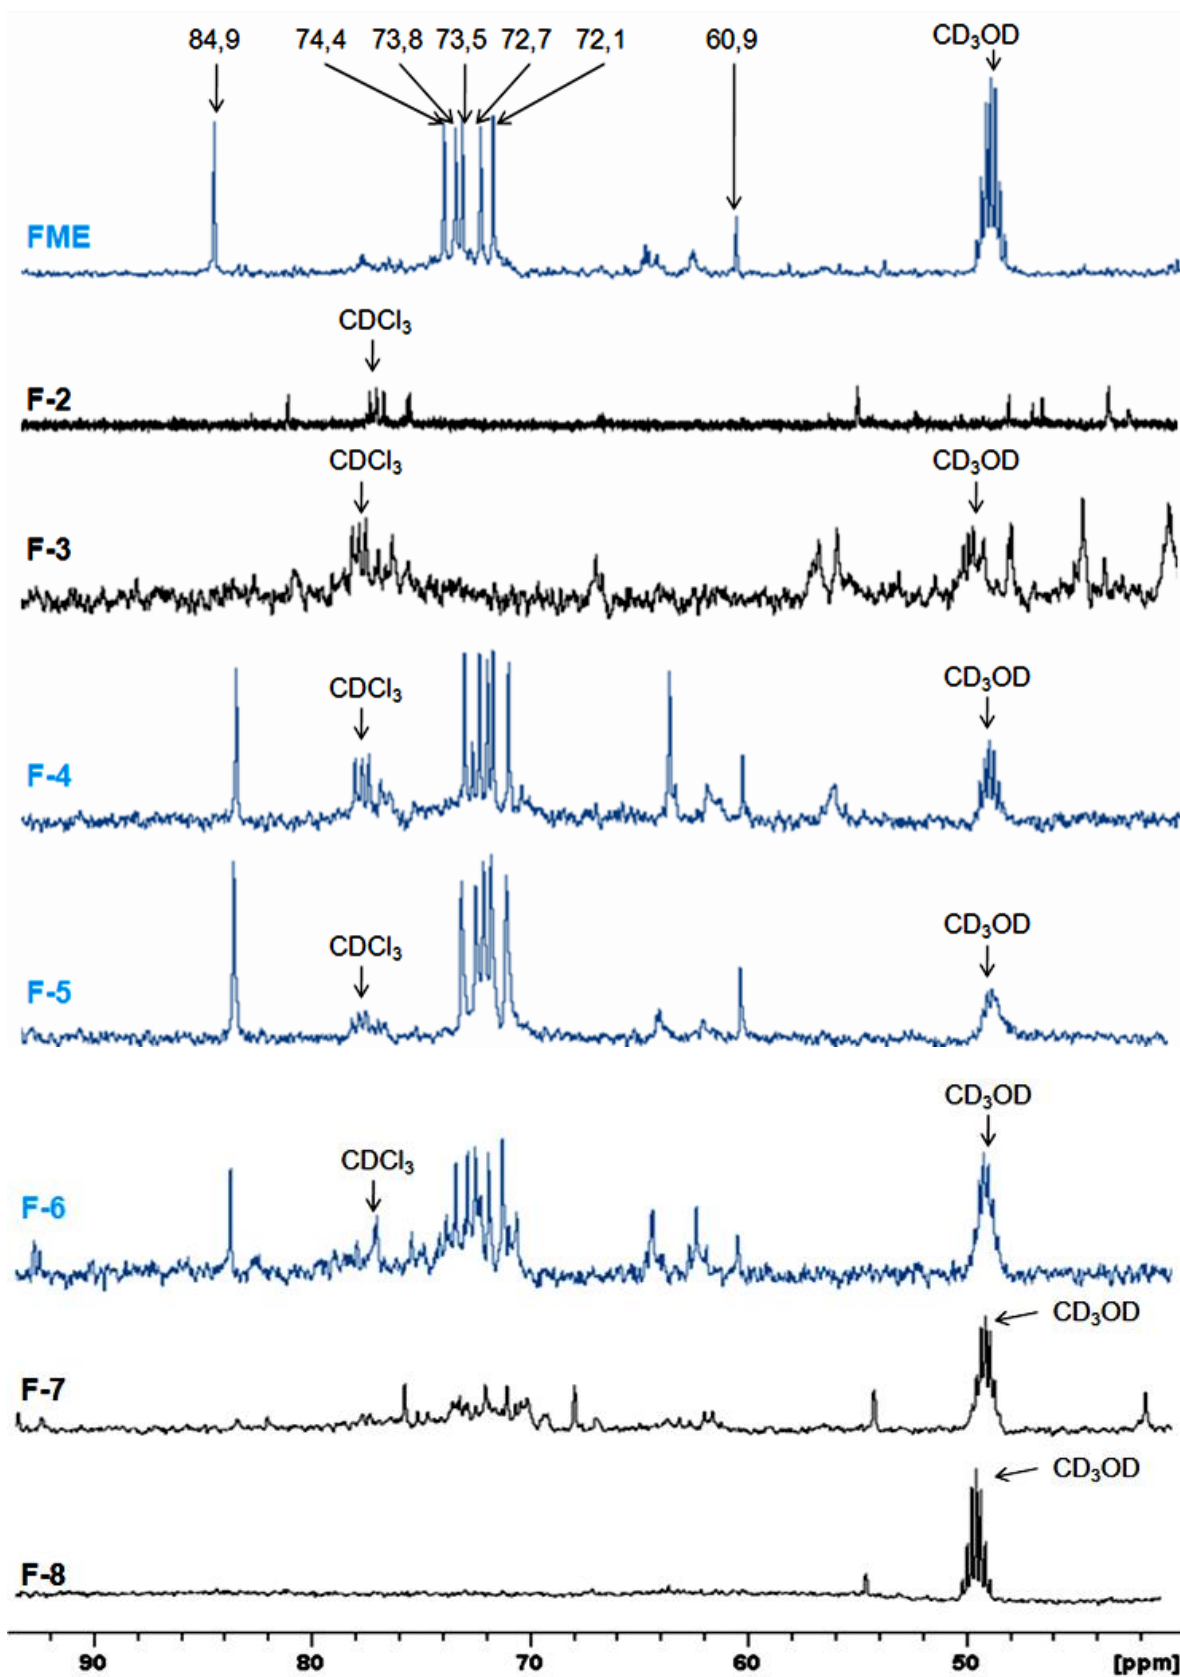 84,9 74,4 73,8 73,5 72,7 72,1 60,9 CD₃OD
FME
CDCl₃
F-2
CDCl₃ CD₃OD
F-3
CDCl₃ CD₃OD
F-4
CDCl₃ CD₃OD
F-5
CD₃OD
CDCl₃
F-6
CD₃OD
F-7
CD₃OD
F-8
90 80 70 60 50 [ppm]